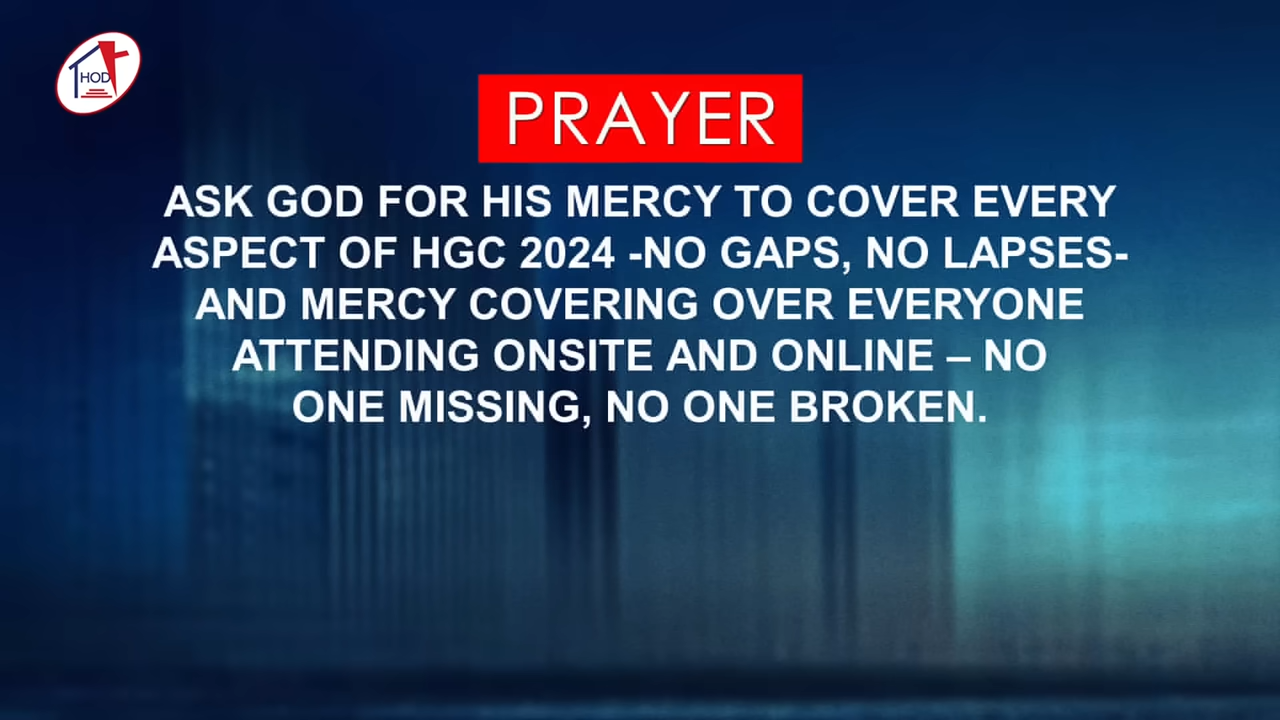 HOD
PRAYER
ASK GOD FOR HIS MERCY TO COVER EVERY
ASPECT OF HGC 2024 -NO GAPS, NO LAPSES-
AND MERCY COVERING OVER EVERYONE
ATTENDING ONSITE AND ONLINE – NO
ONE MISSING, NO ONE BROKEN.